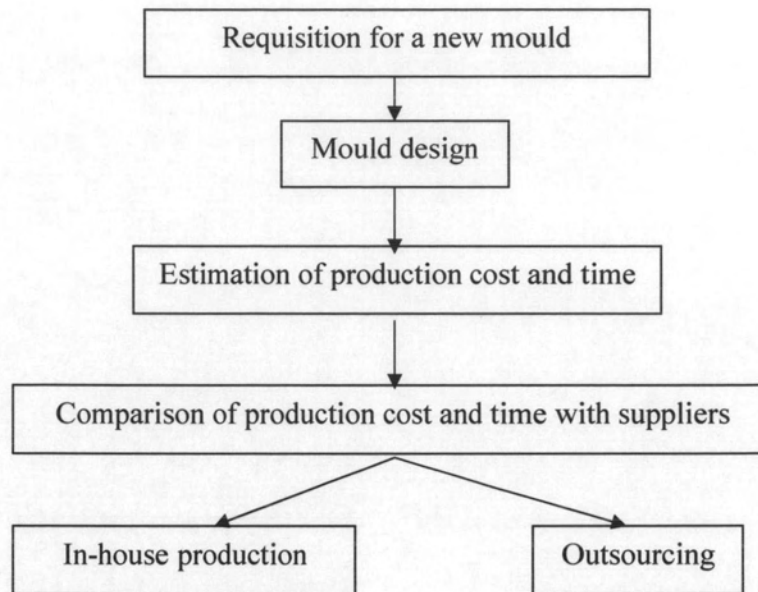 Requisition for a new mould
Mould design
Estimation of production cost and time
Comparison of production cost and time with suppliers
In-house production
Outsourcing